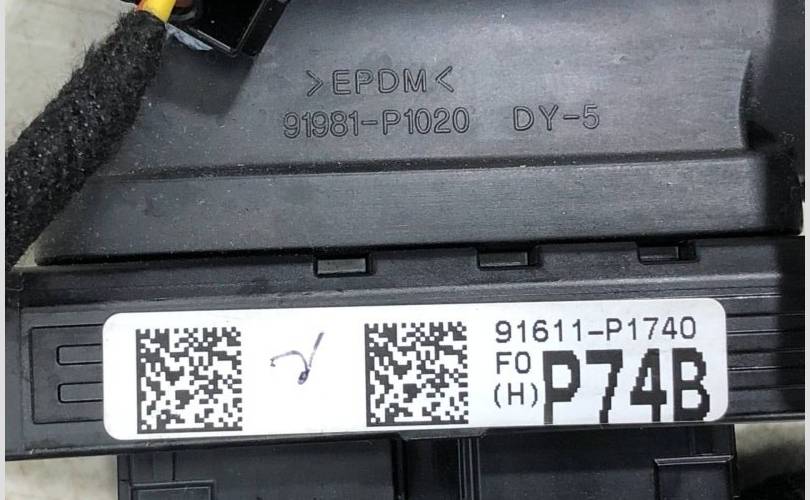 >EPDM<
91981-P1020 DY-5
91611-P1740
F0
(H) P74B